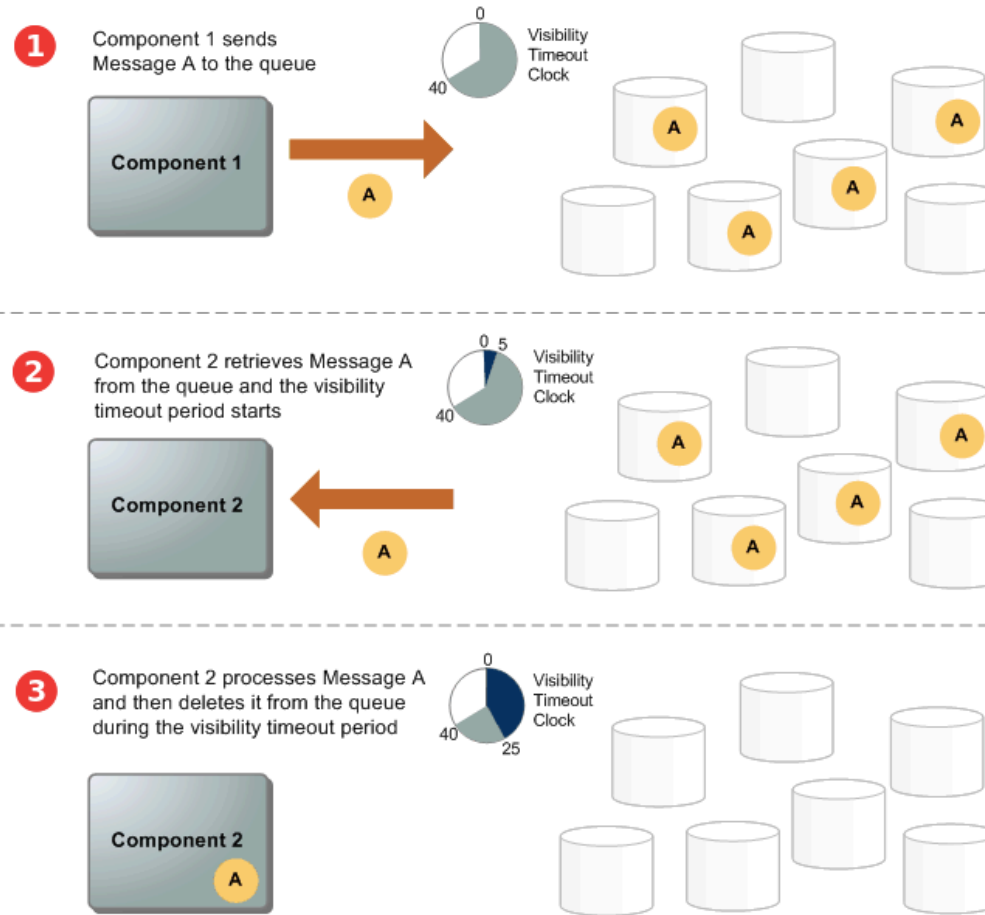 1
Component 1 sends
Message A to the queue
0
40
Visibility
Timeout
Clock
Component 1
A
A
A
A
A
2
Component 2 retrieves Message A
from the queue and the visibility
timeout period starts
0 5
40
Visibility
Timeout
Clock
Component 2
A
A
A
A
A
3
Component 2 processes Message A
and then deletes it from the queue
during the visibility timeout period
0
40
25
Visibility
Timeout
Clock
Component 2
A